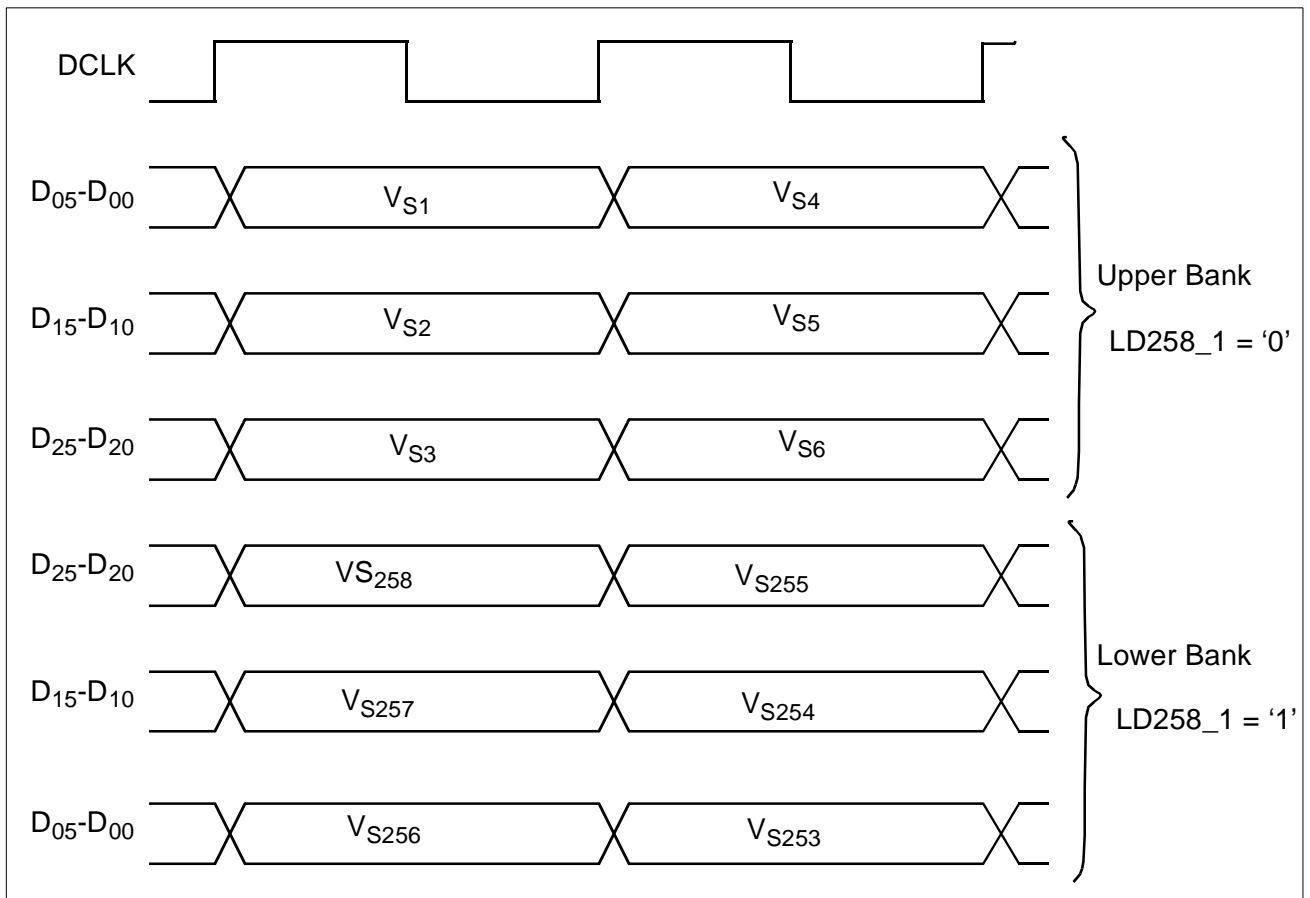 DCLK
D05-D00 VS1 VS4
D15-D10 VS2 VS5
Upper Bank
LD258_1 = ‘0’
D25-D20 VS3 VS6
D25-D20 VS258 VS255
D15-D10 VS257 VS254
Lower Bank
LD258_1 = ‘1’
D05-D00 VS256 VS253